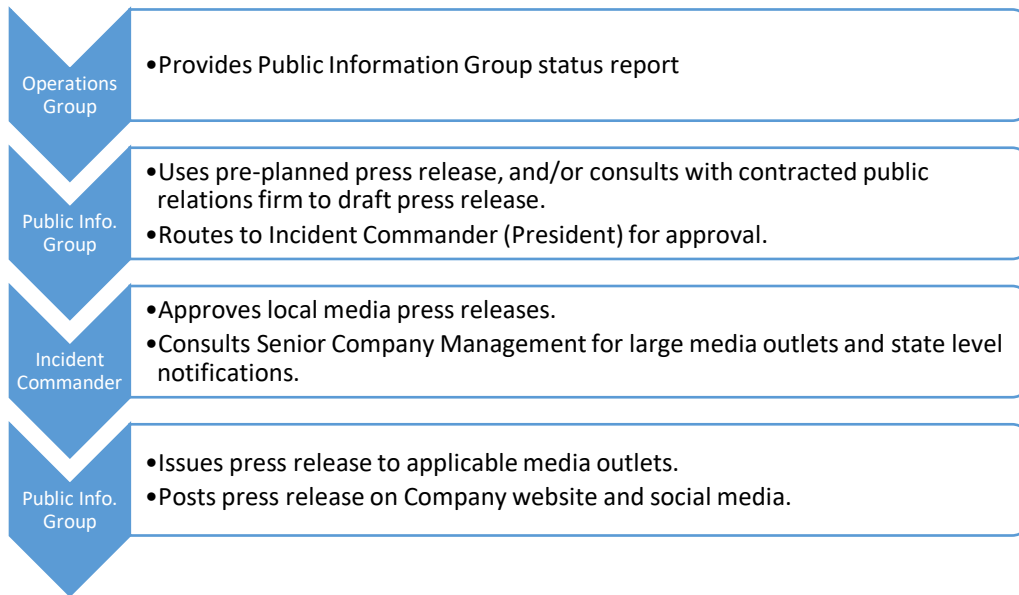 Operations
Group
•Provides Public Information Group status report
Public Info.
Group
•Uses pre-planned press release, and/or consults with contracted public
relations firm to draft press release.
•Routes to Incident Commander (President) for approval.
Incident
Commander
•Approves local media press releases.
•Consults Senior Company Management for large media outlets and state level
notifications.
Public Info.
Group
•Issues press release to applicable media outlets.
•Posts press release on Company website and social media.